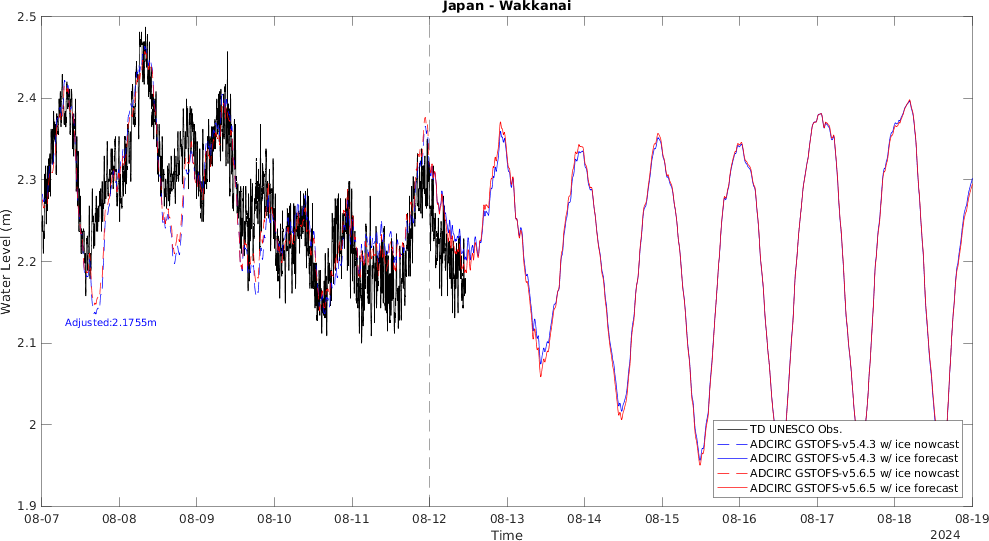 Japan - Wakkanai
2.5
2.4
2.3
2.2
2.1
2
1.9
Water Level (m)
Adjusted:2.1755m
TD UNESCO Obs.
ADCIRC GSTOFS-v5.4.3 w/ ice nowcast
ADCIRC GSTOFS-v5.4.3 w/ ice forecast
ADCIRC GSTOFS-v5.6.5 w/ ice nowcast
ADCIRC GSTOFS-v5.6.5 w/ ice forecast
08-07 08-08 08-09 08-10 08-11 08-12 08-13 08-14 08-15 08-16 08-17 08-18 08-19
Time
2024